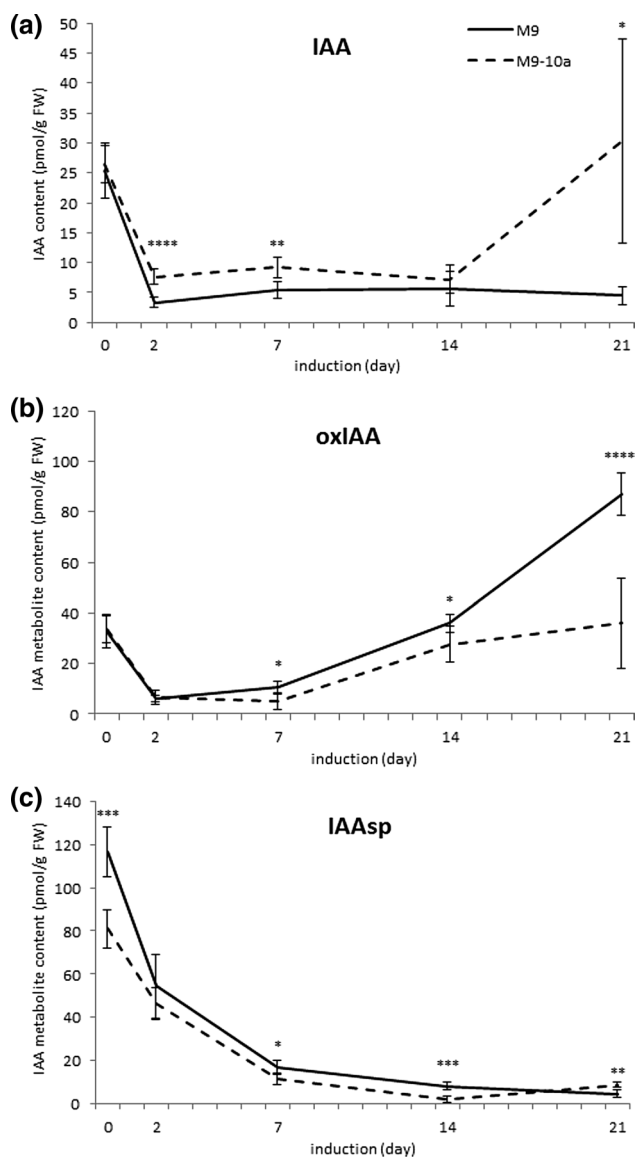 (a)
IAA
M9
M9-10a
IAA content (pmol/g FW)
50
45
40
35
30
25
20
15
10
5
0
****
**
*
0 2 7 14 21
induction (day)
(b)
oxIAA
IAA metabolite content (pmol/g FW)
120
100
80
60
40
20
0
*
*
****
0 2 7 14 21
induction (day)
(c)
IAAsp
IAA metabolite content (pmol/g FW)
140
120
100
80
60
40
20
0
***
*
***
**
0 2 7 14 21
induction (day)